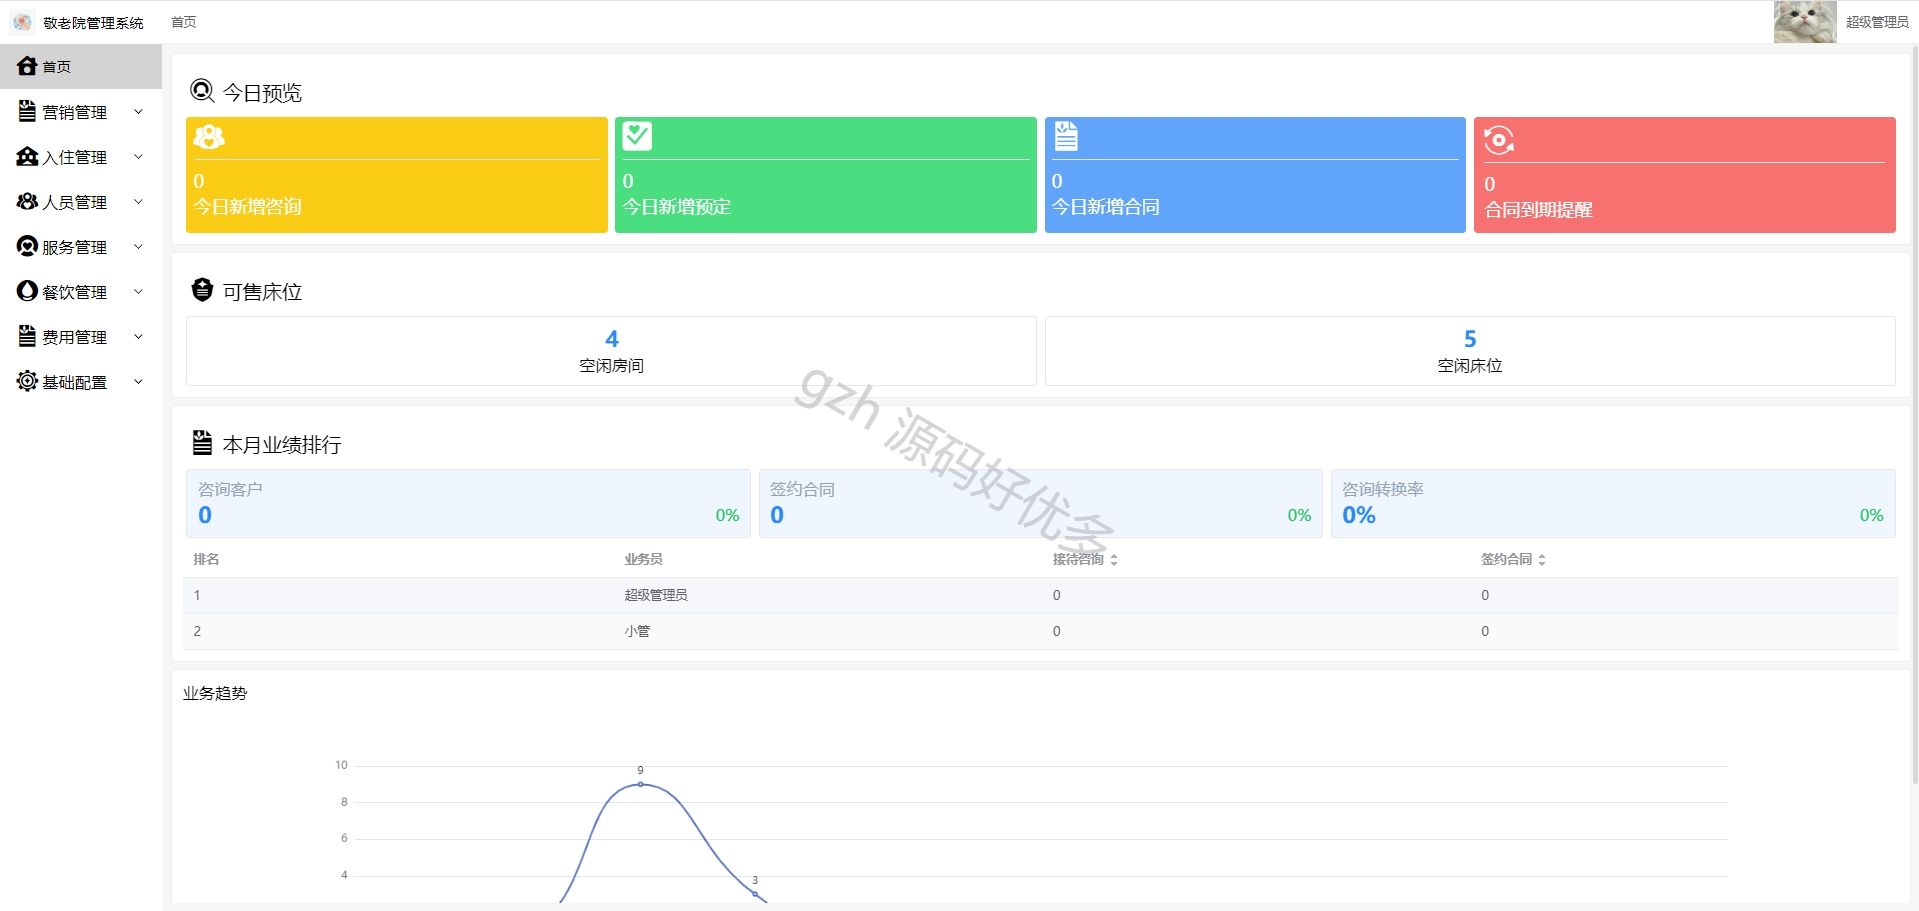 敬老院管理系统
首页
超级管理员
首页
营销管理
入住管理
人员管理
服务管理
餐饮管理
费用管理
基础配置
今日预览
0
今日新增咨询
0
今日新增预定
0
今日新增合同
0
合同到期提醒
可售床位
4
空闲房间
5
空闲床位
gzh 源码好优多
本月业绩排行
咨询客户
0 0%
签约合同
0 0%
咨询转换率
0% 0%
排名 业务员 接待咨询 签约合同
1 超级管理员 0 0
2 小管 0 0
业务趋势
10
9
8
6
4
3